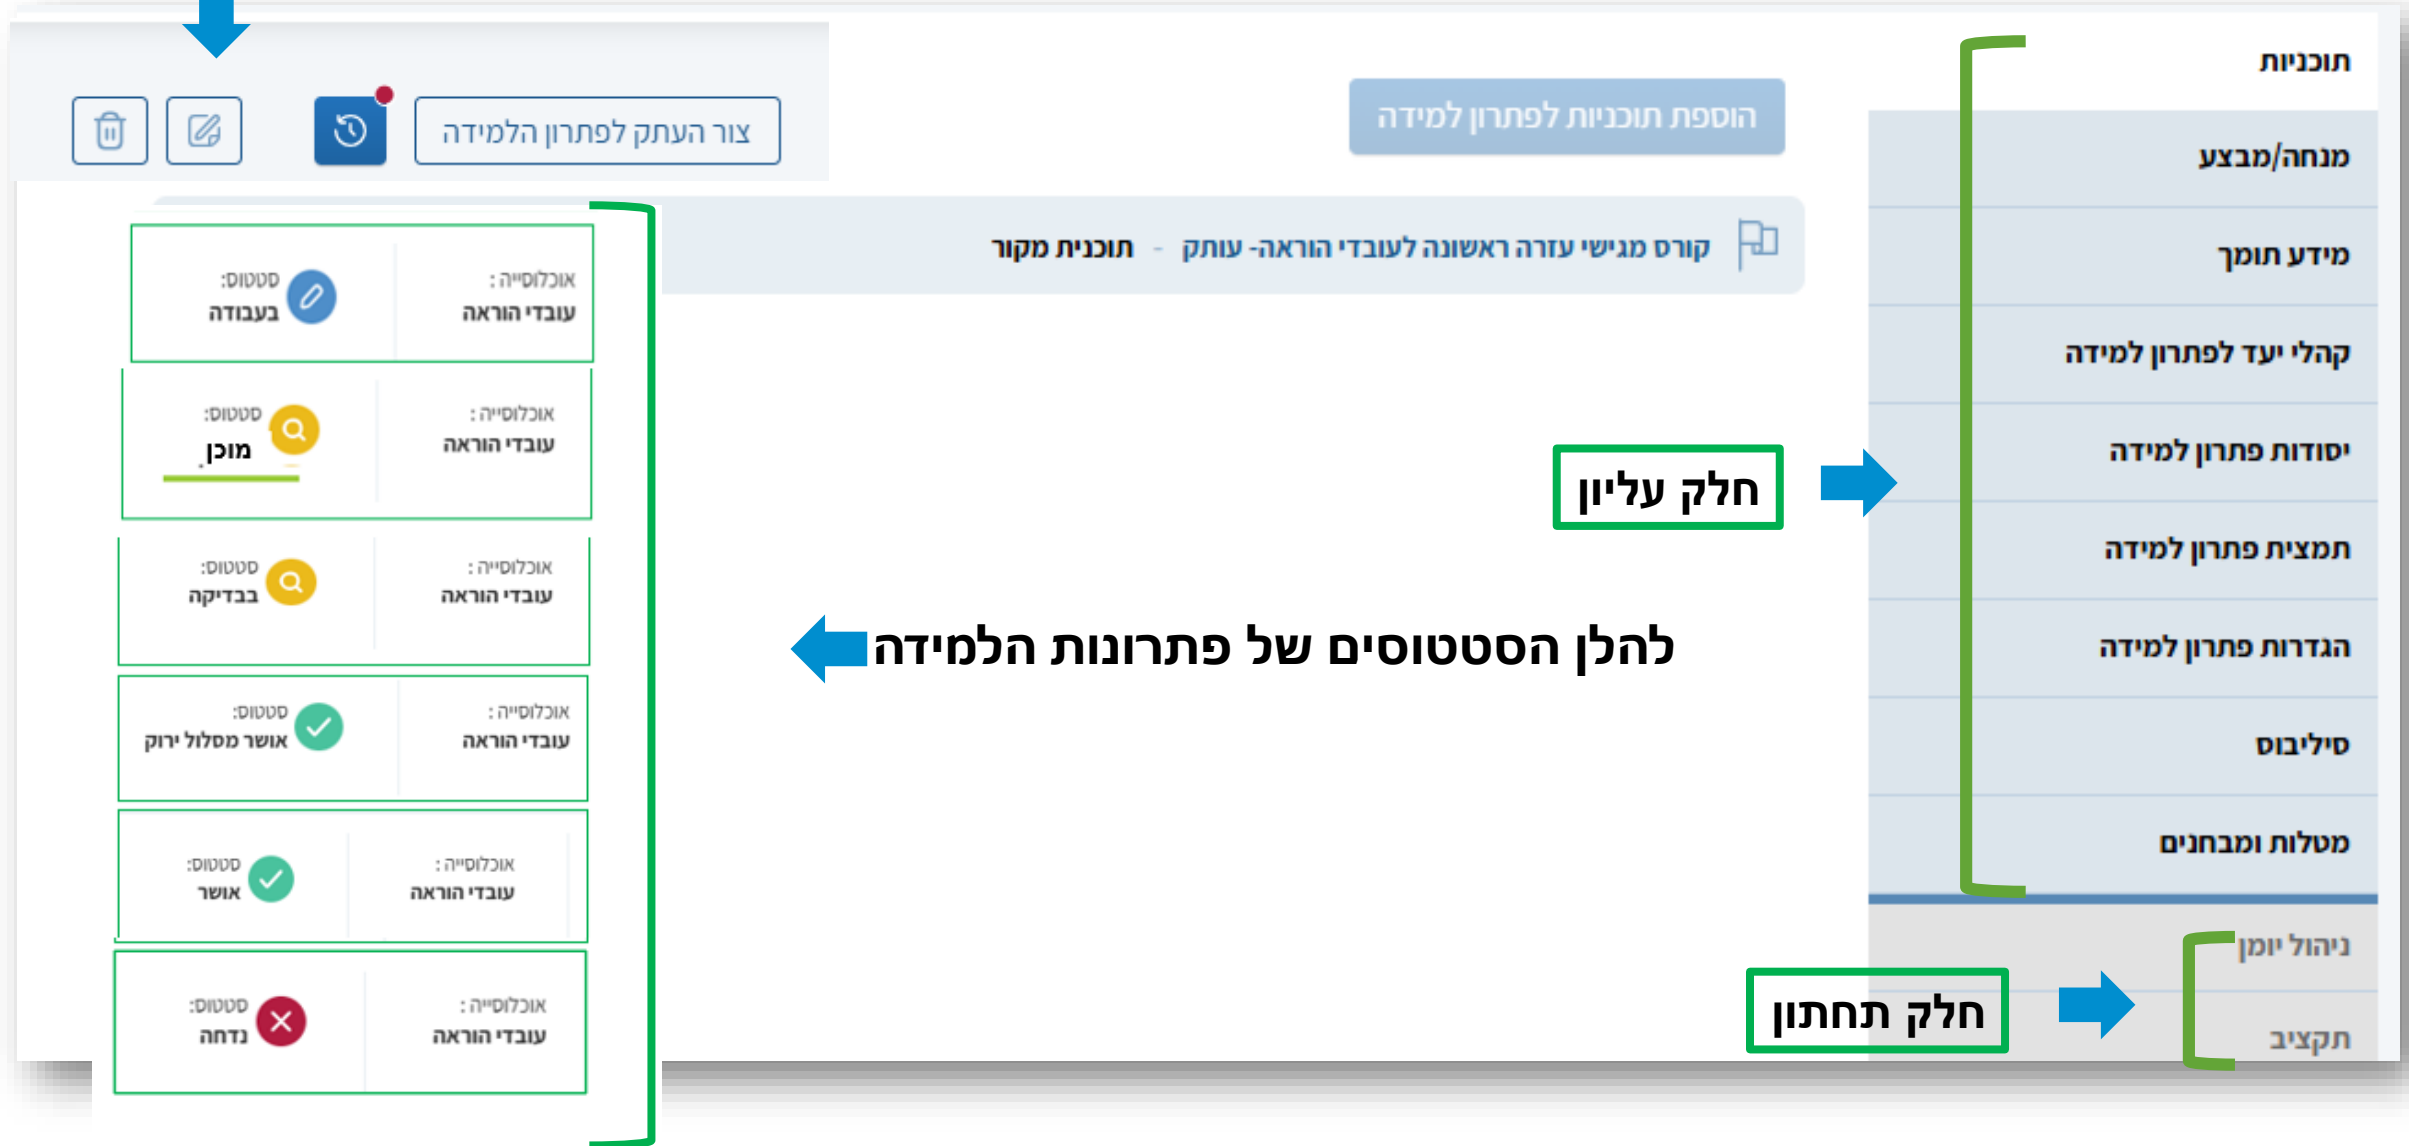 תוכניות
מנחה/מבצע
מידע תומך
קהלי יעד לפתרון למידה
יסודות פתרון למידה
תמצית פתרון למידה
הגדרות פתרון למידה
סיליבוס
מטלות ומבחנים
ניהול יומן
תקציב
חלק עליון
חלק תחתון
הוספת תוכניות לפתרון למידה
צור העתק לפתרון הלמידה
קורס מגישי עזרה ראשונה לעובדי הוראה- עותק - תוכנית מקור
להלן הסטטוסים של פתרונות הלמידה
אוכלוסייה :
עובדי הוראה
סטטוס:
בעבודה
אוכלוסייה :
עובדי הוראה
סטטוס:
מוכן
אוכלוסייה :
עובדי הוראה
סטטוס:
בבדיקה
אוכלוסייה :
עובדי הוראה
סטטוס:
אושר מסלול ירוק
אוכלוסייה :
עובדי הוראה
סטטוס:
אושר
אוכלוסייה :
עובדי הוראה
סטטוס:
נדחה